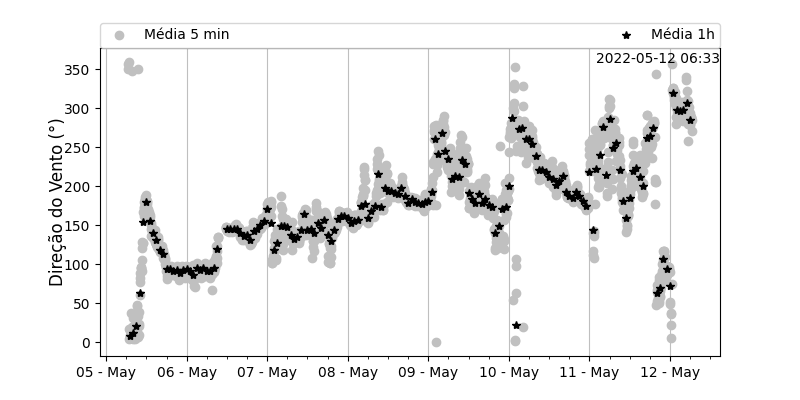 Média 5 min
Média 1h
2022-05-12 06:33
Direção do Vento (°)
350
300
250
200
150
100
50
0
05 - May
06 - May
07 - May
08 - May
09 - May
10 - May
11 - May
12 - May